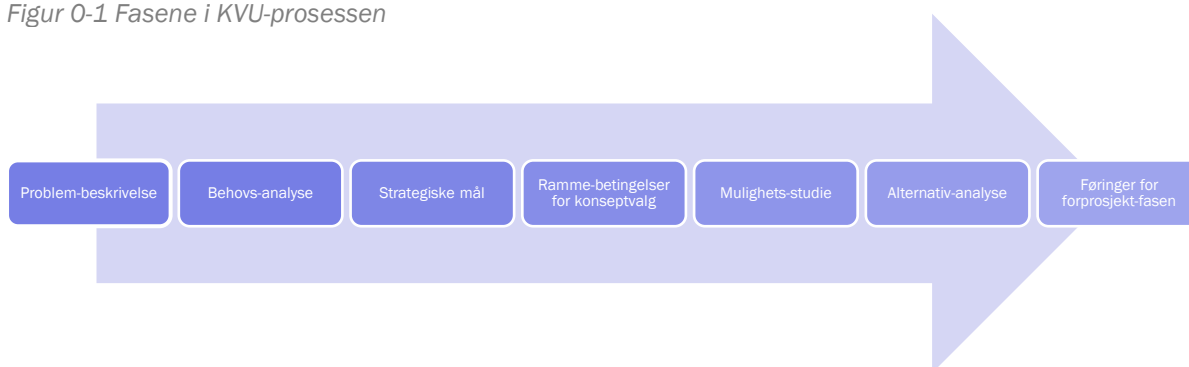 Figur 0-1 Fasene i KVU-prosessen
Problem-beskrivelse
Behovs-analyse
Strategiske mål
Ramme-betingelser
for konseptvalg
Mulighets-studie
Alternativ-analyse
Føringer for
forprosjekt-fasen